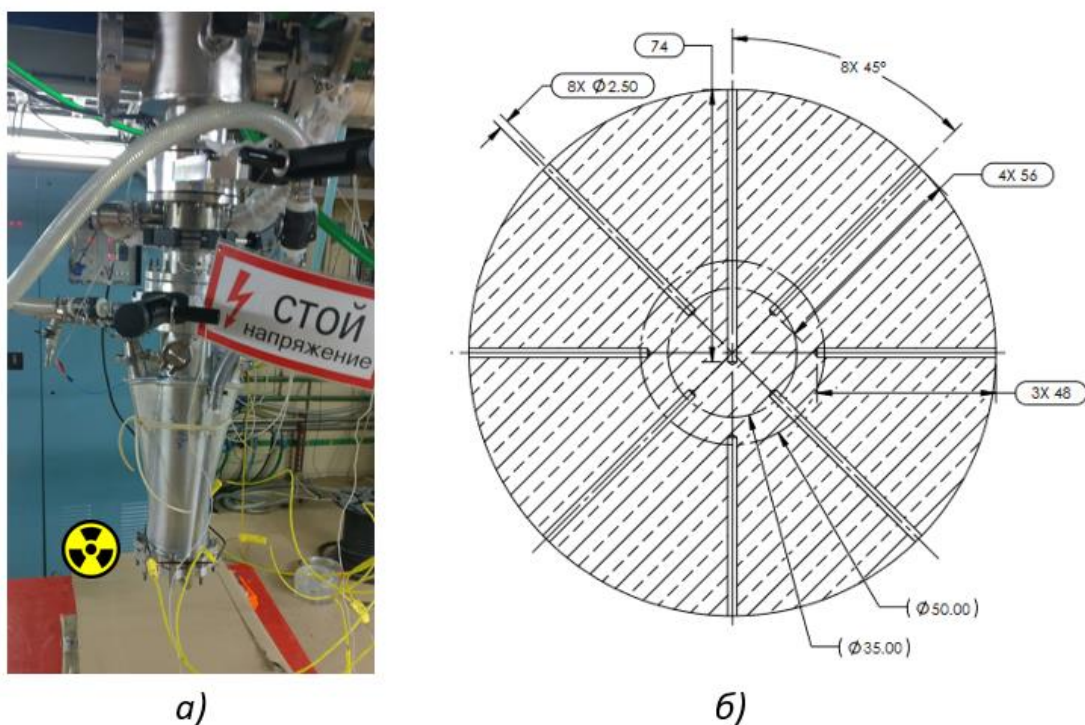 74
8X 45°
8X Ø2.50
4X 56
СТОЙ
напряжение
3X 48
( Ø50.00 )
( Ø35.00 )
а)
б)